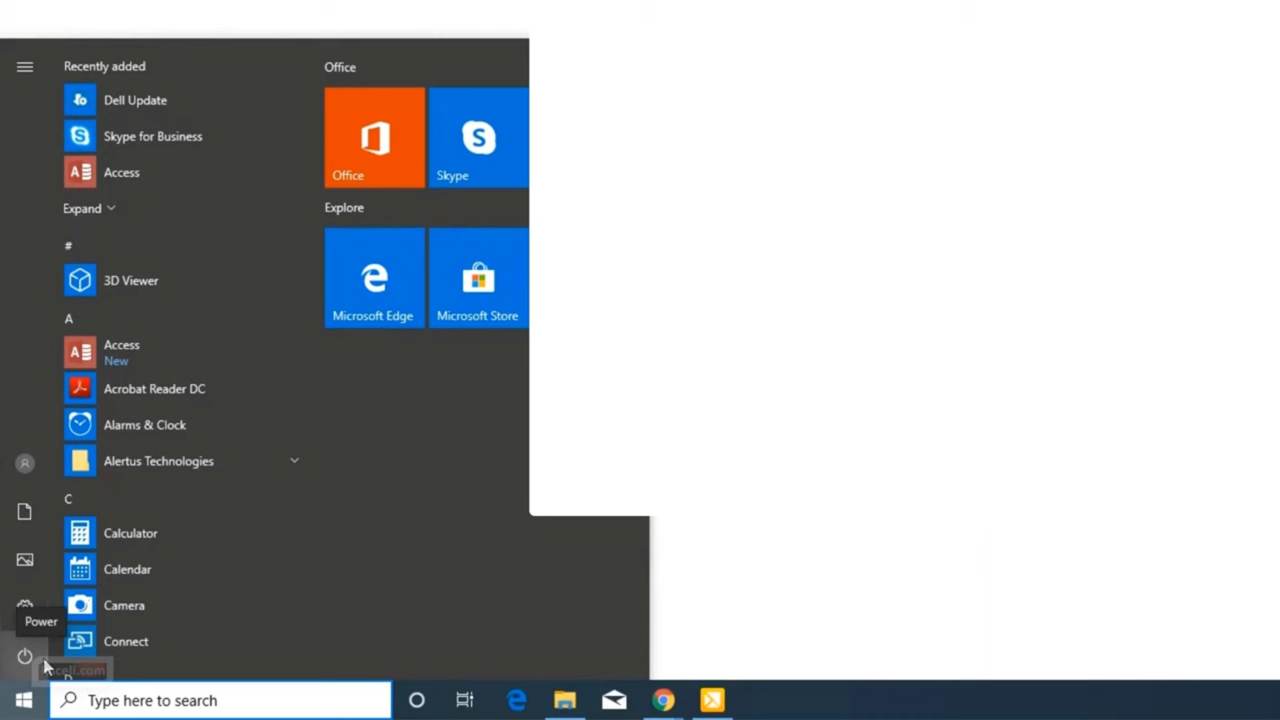 Recently added
Dell Update
Skype for Business
Access
Expand
#
3D Viewer
A
Access
New
Acrobat Reader DC
Alarms & Clock
Alertus Technologies
C
Calculator
Calendar
Camera
Connect
Office
Office
Skype
Explore
Microsoft Edge
Microsoft Store
Power
Type here to search